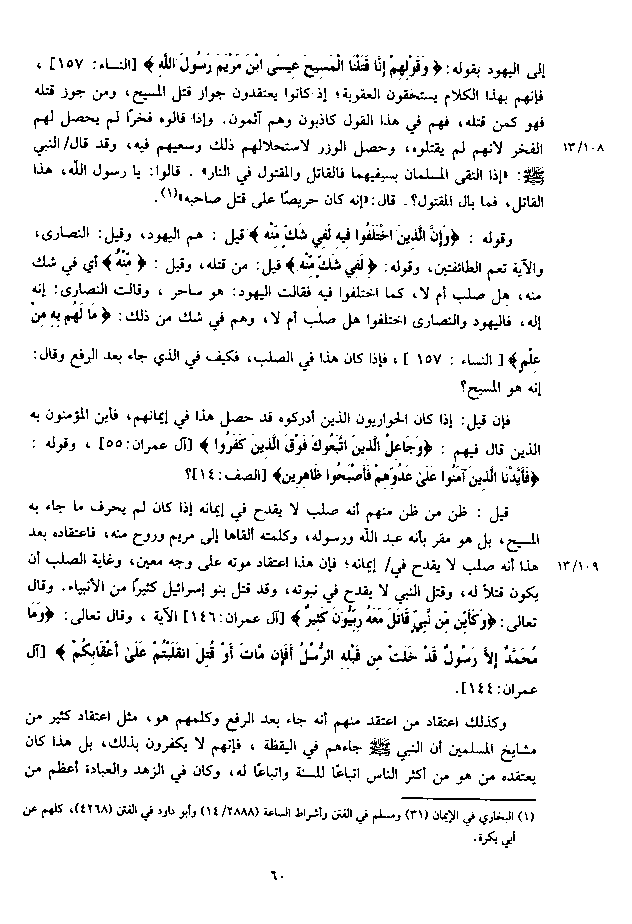 إلى اليهود بقوله: ﴿ وَقَوْلِهِمْ إِنَّا قَتَلْنَا الْمَسِيحَ عِيسَى ابْنَ مَرْيَمَ رَسُولَ اللَّهِ ﴾ [النساء: ١٥٧] ،
فإنهم بهذا الكلام يستحقون العقوبة؛ إذ كانوا يعتقدون جواز قتل المسيح، ومن جوز قتله
فهو كمن قتله، فهم في هذا القول كاذبون وهم آثمون. وإذا قالوه فخرًا لم يحصل لهم
١٣/١٠٨ الفخر لأنهم لم يقتلوه، وحصل الوزر لاستحلالهم ذلك وسعيهم فيه، وقد قال/ النبي
ﷺ: «إذا التقى المسلمان بسيفيهما فالقاتل والمقتول في النار» . قالوا: يا رسول الله، هذا
القاتل، فما بال المقتول؟. قال: «إنه كان حريصًا على قتل صاحبه»(١).
وقوله : ﴿وَإِنَّ الَّذِينَ اخْتَلَفُوا فِيهِ لَفِي شَكٍّ مِّنْهُ ﴾ قيل : هم اليهود، وقيل: النصارى،
والآية تعم الطائفتين، وقوله: ﴿ لَفِي شَكٍّ مِّنْهُ ﴾ قيل: من قتله، وقيل : ﴿ مِّنْهُ ﴾ أي في شك
منه، هل صلب أم لا، كما اختلفوا فيه فقالت اليهود: هو ساحر ، وقالت النصارى: إنه
إله، فاليهود والنصارى اختلفوا هل صلب أم لا، وهم في شك من ذلك: ﴿ مَا لَهُم بِهِ مِنْ
عِلْمٍ﴾ [ النساء : ١٥٧ ] ، فإذا كان هذا في الصلب، فكيف في الذي جاء بعد الرفع وقال:
إنه هو المسيح؟
فإن قيل: إذا كان الحواريون الذين أدركوه قد حصل هذا في إيمانهم، فأين المؤمنون به
الذين قال فيهم : ﴿وَجَاعِلُ الَّذِينَ اتَّبَعُوكَ فَوْقَ الَّذِينَ كَفَرُوا ﴾ [آل عمران: ٥٥] ، وقوله :
﴿فَأَيَّدْنَا الَّذِينَ آمَنُوا عَلَىٰ عَدُوِّهِمْ فَأَصْبَحُوا ظَاهِرِينَ﴾ [الصف: ١٤]؟
قيل : ظن من ظن منهم أنه صلب لا يقدح في إيمانه إذا كان لم يحرف ما جاء به
المسيح، بل هو مقر بأنه عبد الله ورسوله، وكلمته ألقاها إلى مريم وروح منه، فاعتقاده بعد
١٣/١٠٩ هذا أنه صلب لا يقدح في/ إيمانه؛ فإن هذا اعتقاد موته على وجه معين، وغاية الصلب أن
يكون قتلاً له، وقتل النبي لا يقدح في نبوته، وقد قتل بنو إسرائيل كثيرًا من الأنبياء. وقال
تعالى: ﴿وَكَأَيِّن مِّن نَّبِيٍّ قَاتَلَ مَعَهُ رِبِّيُّونَ كَثِيرٌ ﴾ [آل عمران: ١٤٦] الآية ، وقال تعالى: ﴿وَمَا
مُحَمَّدٌ إِلاَّ رَسُولٌ قَدْ خَلَتْ مِن قَبْلِهِ الرُّسُلُ أَفَإِن مَّاتَ أَوْ قُتِلَ انقَلَبْتُمْ عَلَىٰ أَعْقَابِكُمْ ﴾ [آل
عمران: ١٤٤].
وكذلك اعتقاد من اعتقد منهم أنه جاء بعد الرفع وكلمهم هو، مثل اعتقاد كثير من
مشايخ المسلمين أن النبي ﷺ جاءهم في اليقظة ، فإنهم لا يكفرون بذلك، بل هذا كان
يعتقده من هو من أكثر الناس اتباعًا للسنة واتباعًا له، وكان في الزهد والعبادة أعظم من
(١) البخاري في الإيمان (٣١) ومسلم في الفتن وأشراط الساعة (١٤/٢٨٨٨) وأبو داود في الفتن (٤٢٦٨)، كلهم عن
أبي بكرة.
٦٠